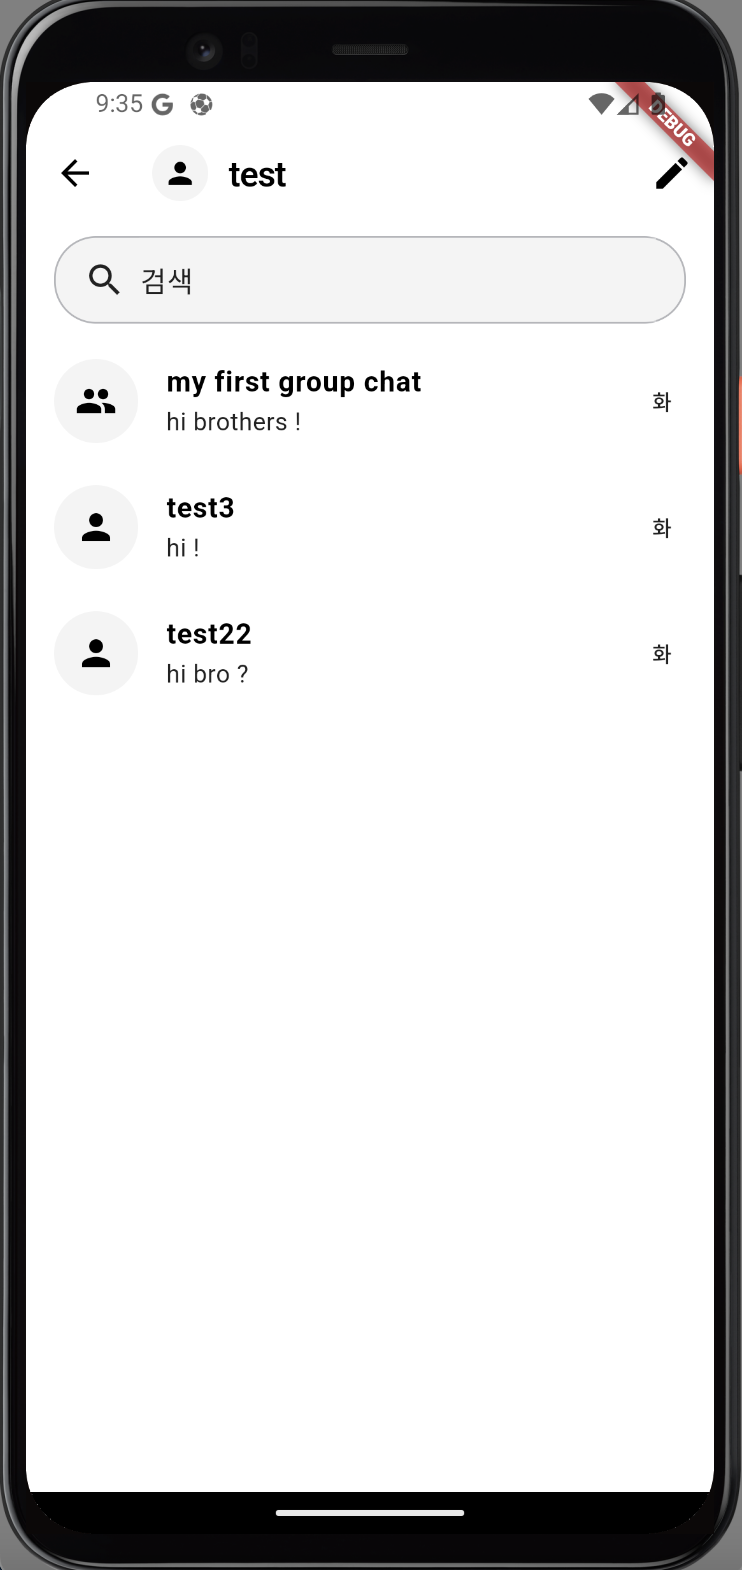 9:35
DEBUG
test
검색
my first group chat
hi brothers !
화
test3
hi !
화
test22
hi bro ?
화